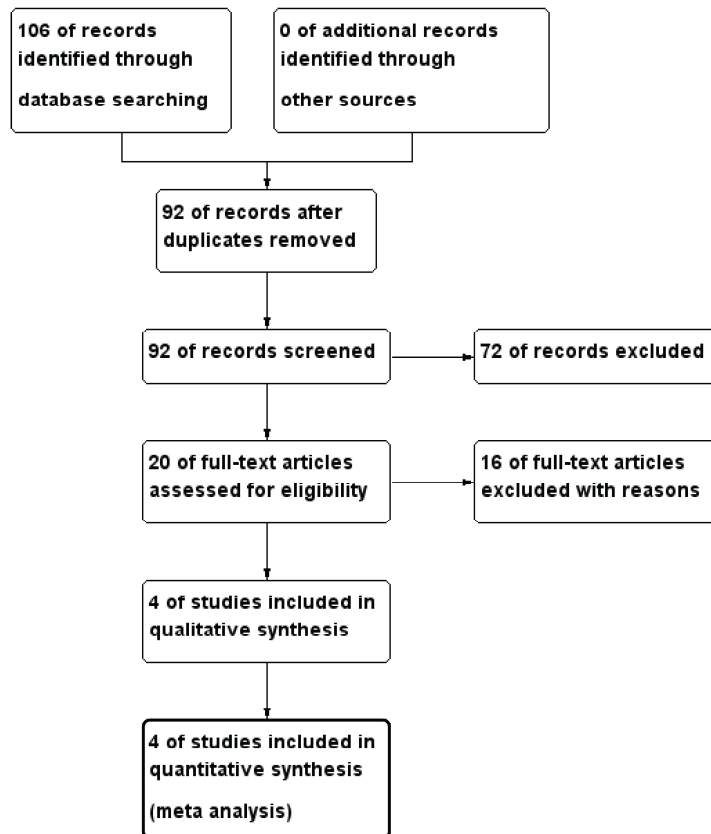 106 of records
identified through
database searching
0 of additional records
identified through
other sources
92 of records after
duplicates removed
92 of records screened
72 of records excluded
20 of full-text articles
assessed for eligibility
16 of full-text articles
excluded with reasons
4 of studies included in
qualitative synthesis
4 of studies included in
quantitative synthesis
(meta analysis)